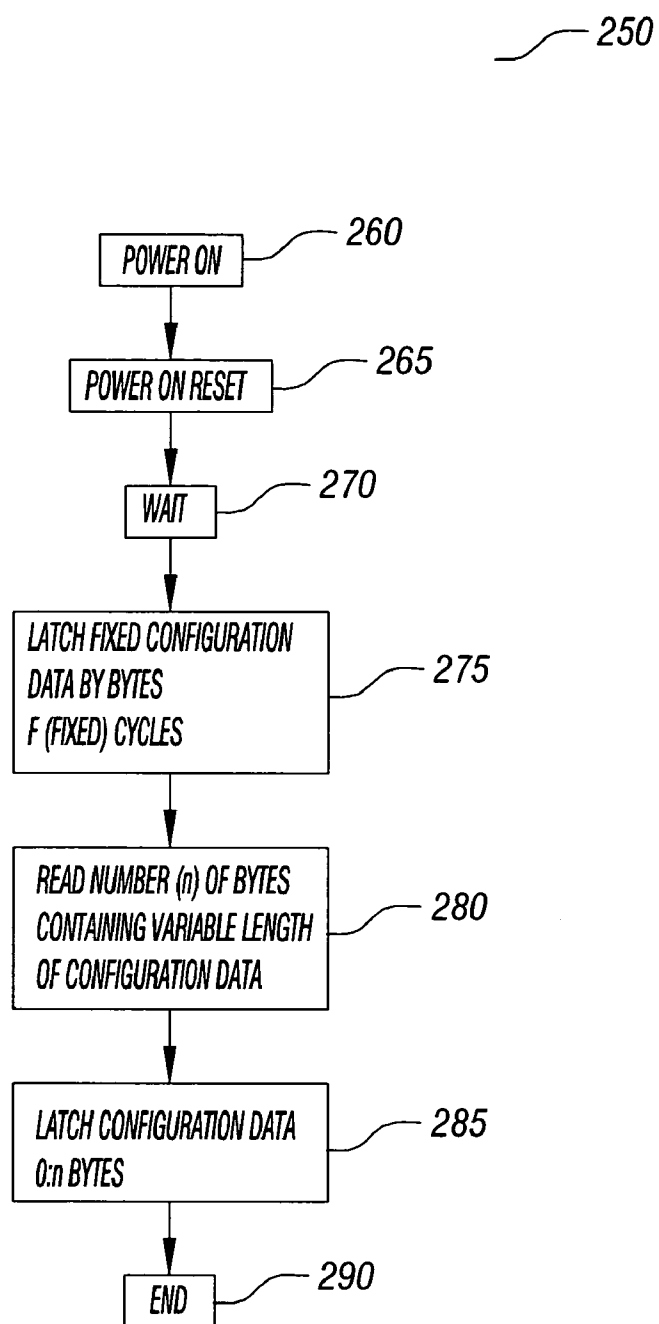 250
POWER ON
260
POWER ON RESET
265
WAIT
270
LATCH FIXED CONFIGURATION
DATA BY BYTES
F (FIXED) CYCLES
275
READ NUMBER (n) OF BYTES
CONTAINING VARIABLE LENGTH
OF CONFIGURATION DATA
280
LATCH CONFIGURATION DATA
0:n BYTES
285
END
290